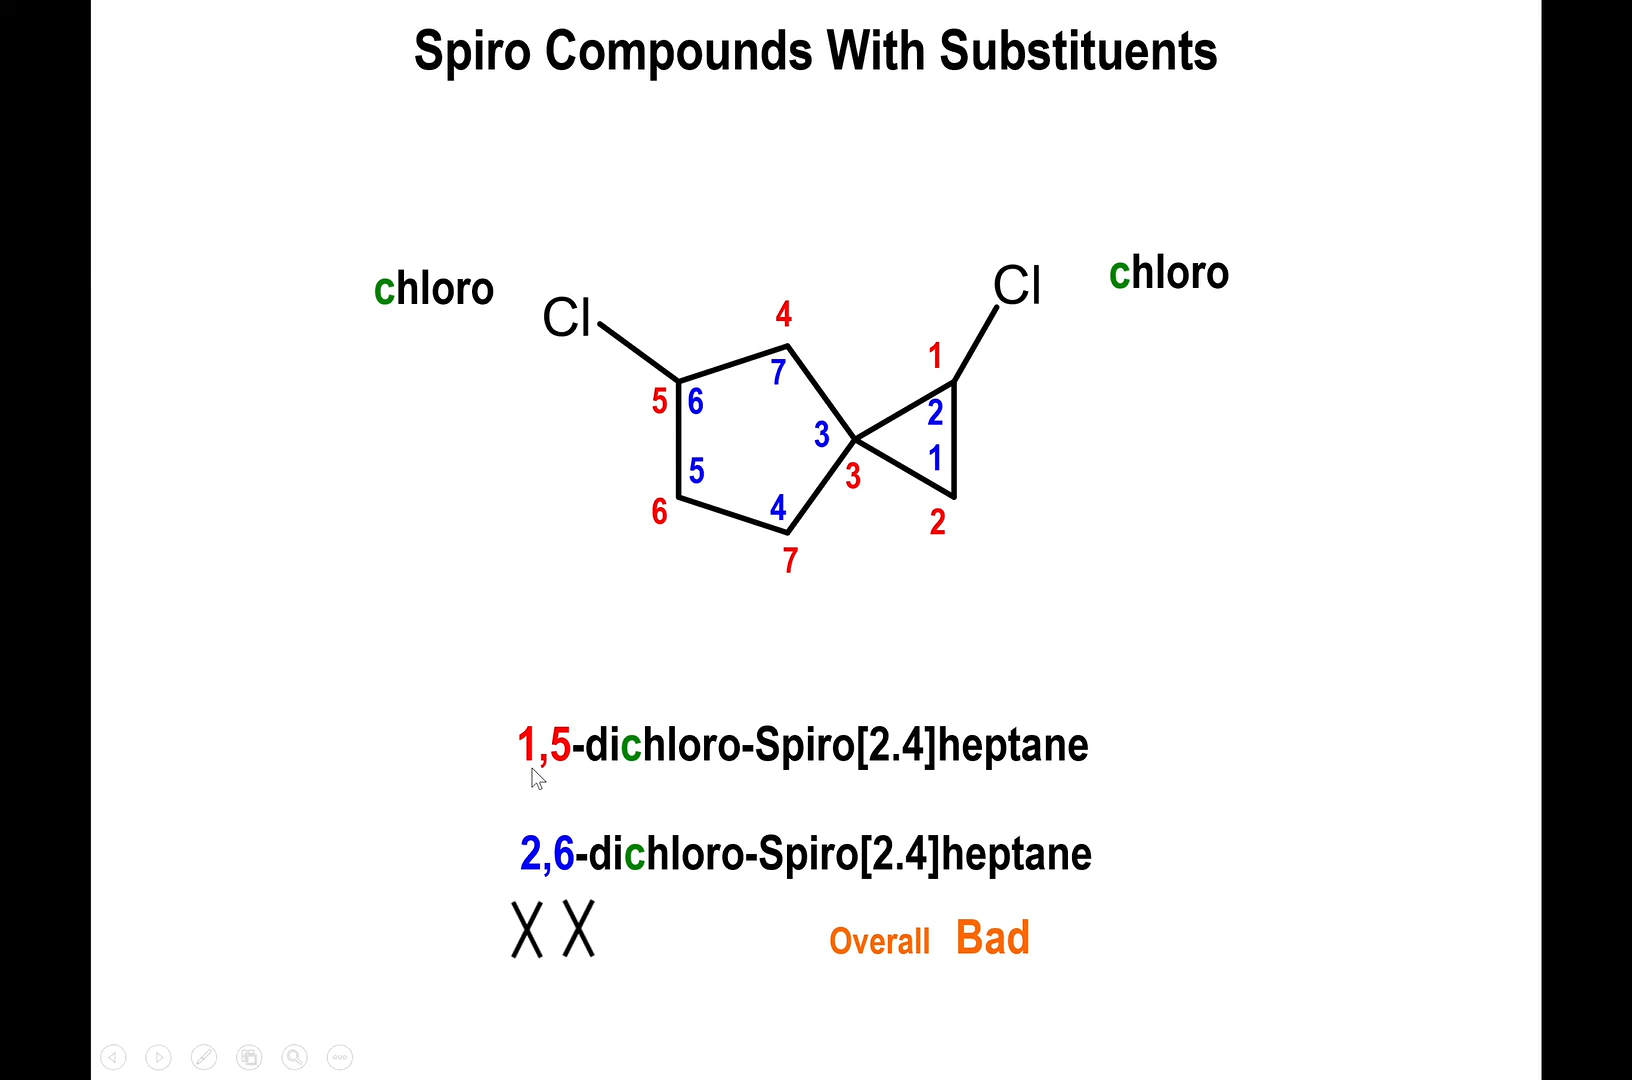 Spiro Compounds With Substituents
chloro
Cl
Cl
chloro
4
1
7
5 6
2
3
1
3
5
6
4
2
7
1,5-dichloro-Spiro[2.4]heptane
2,6-dichloro-Spiro[2.4]heptane
X X
Overall Bad